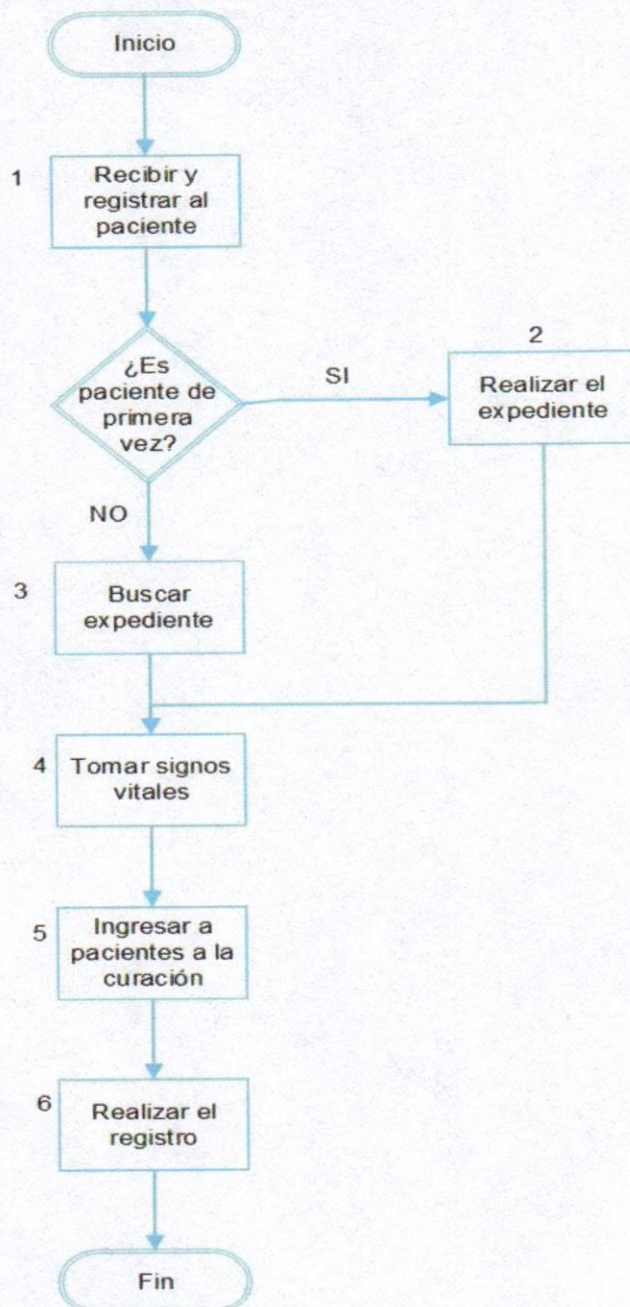 Inicio
1
Recibir y
registrar al
paciente
¿Es
paciente de
primera
vez?
SI
2
Realizar el
expediente
NO
3
Buscar
expediente
4
Tomar signos
vitales
5
Ingresar a
pacientes a la
curación
6
Realizar el
registro
Fin